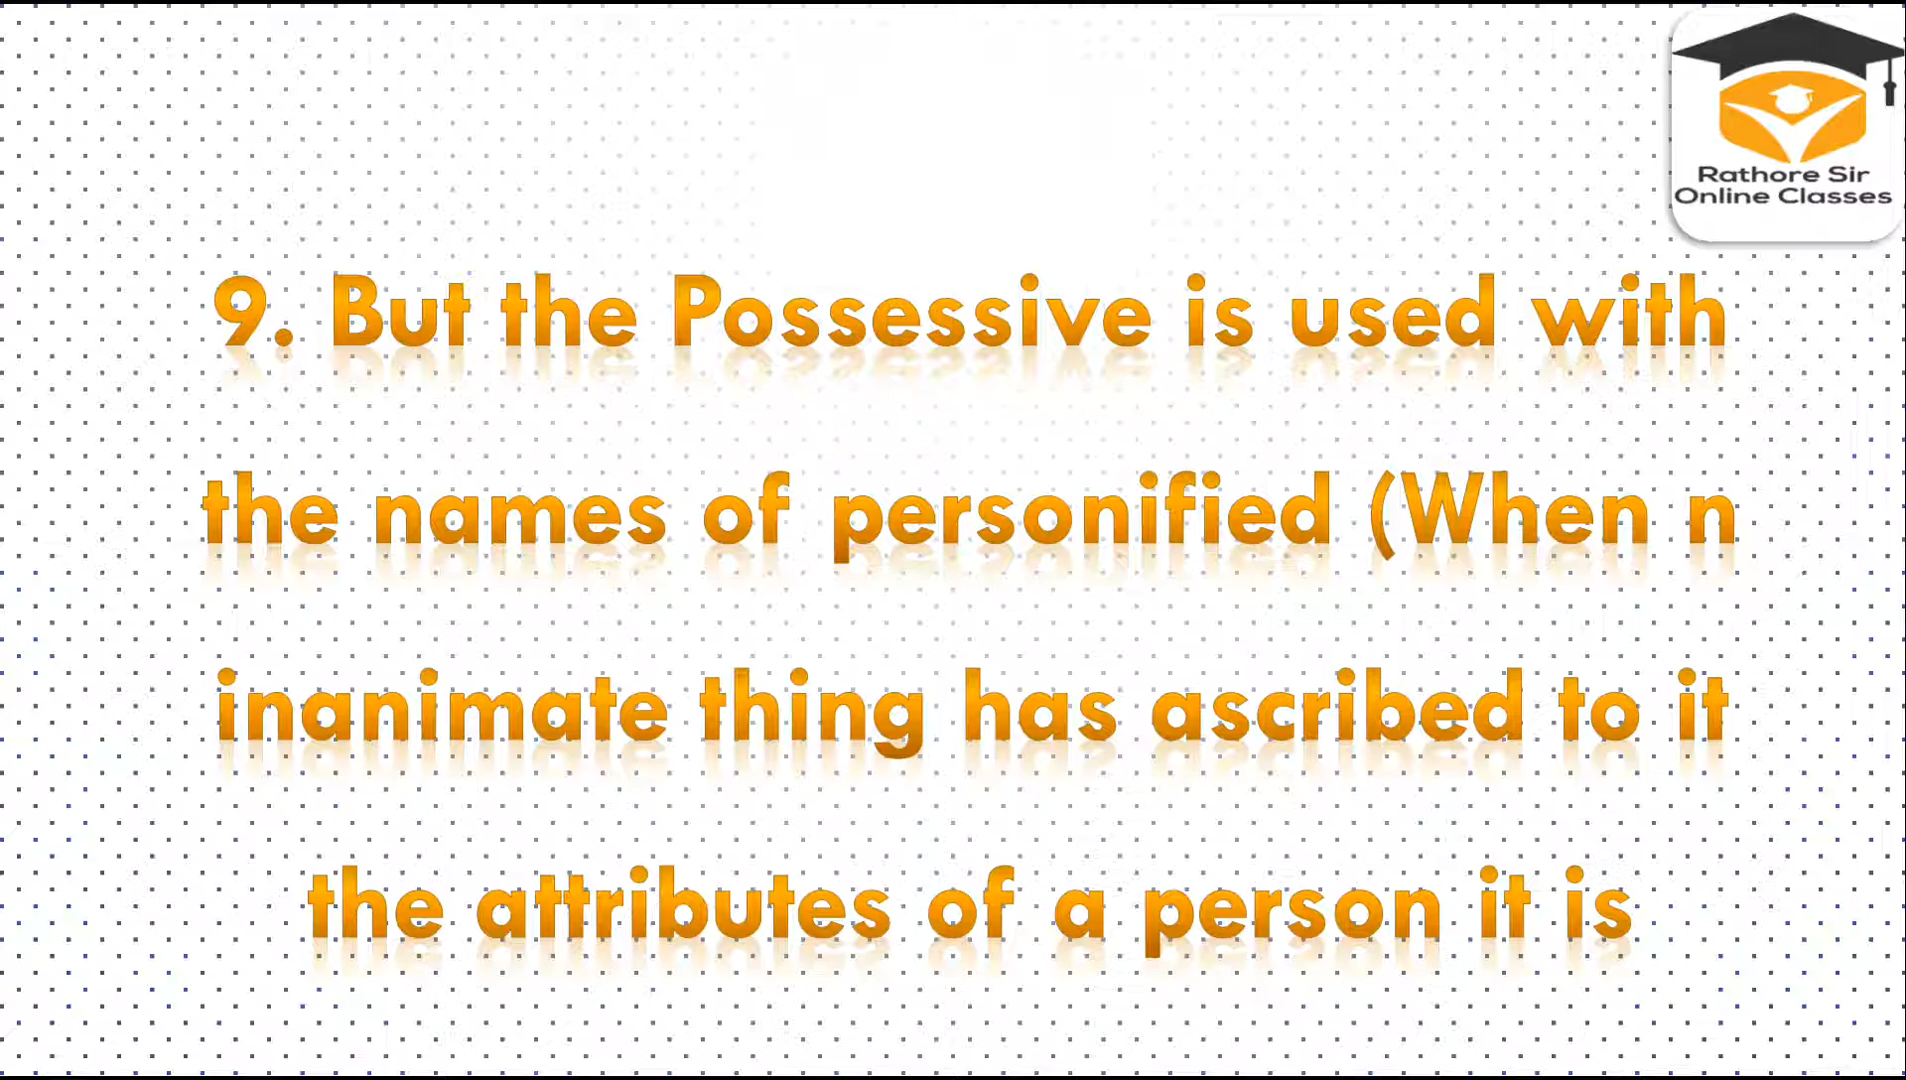 Rathore Sir
Online Classes
9. But the Possessive is used with
the names of personified (When n
inanimate thing has ascribed to it
the attributes of a person it is